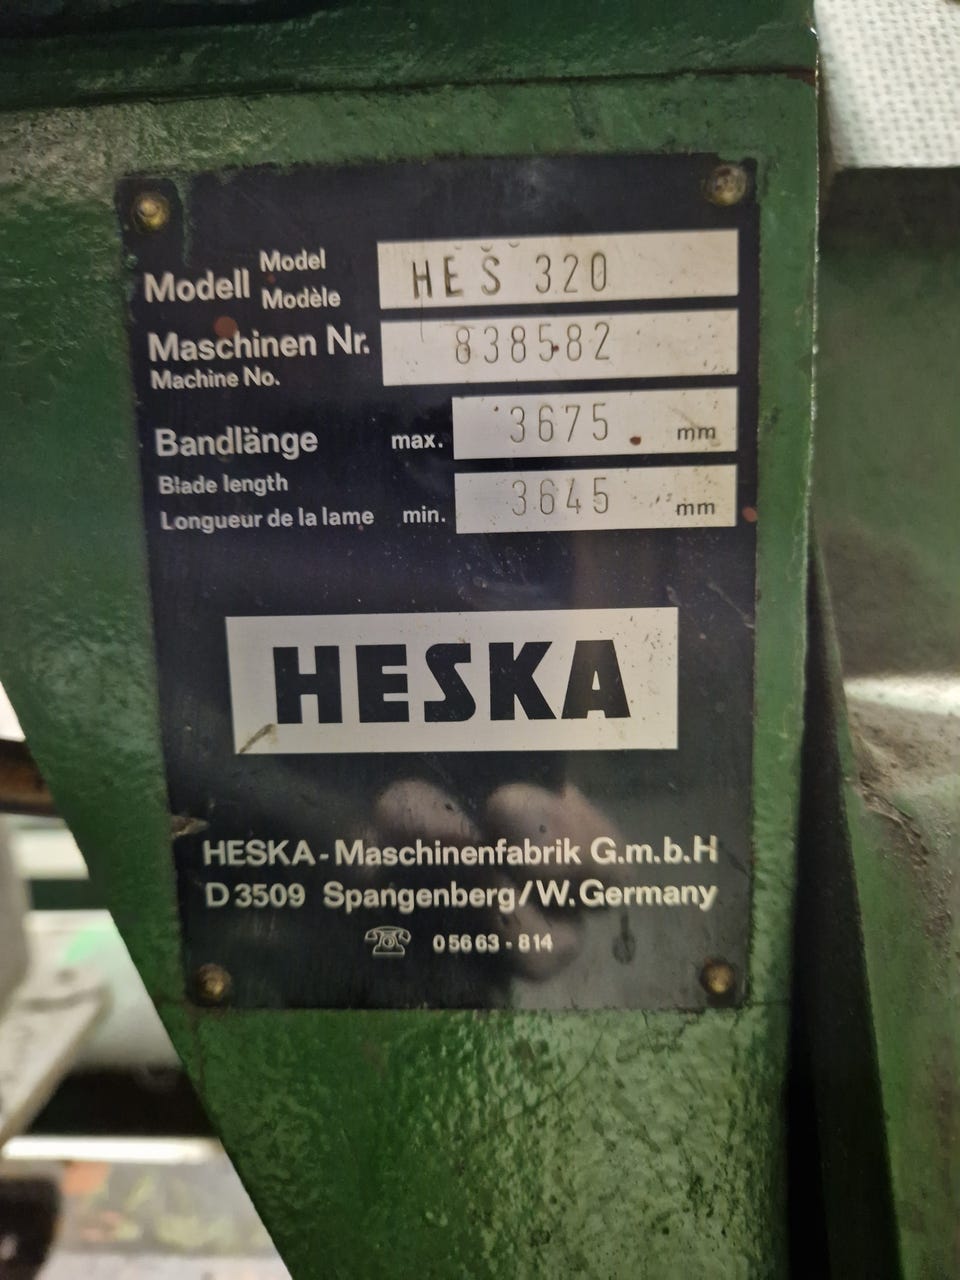 Modell Model Modèle HES 320
Maschinen Nr. 838582
Machine No.
Bandlänge max. 3675 mm
Blade length
Longueur de la lame min. 3645 mm
HESKA
HESKA-Maschinenfabrik G.m.b.H
D 3509 Spangenberg/W.Germany
05663-814